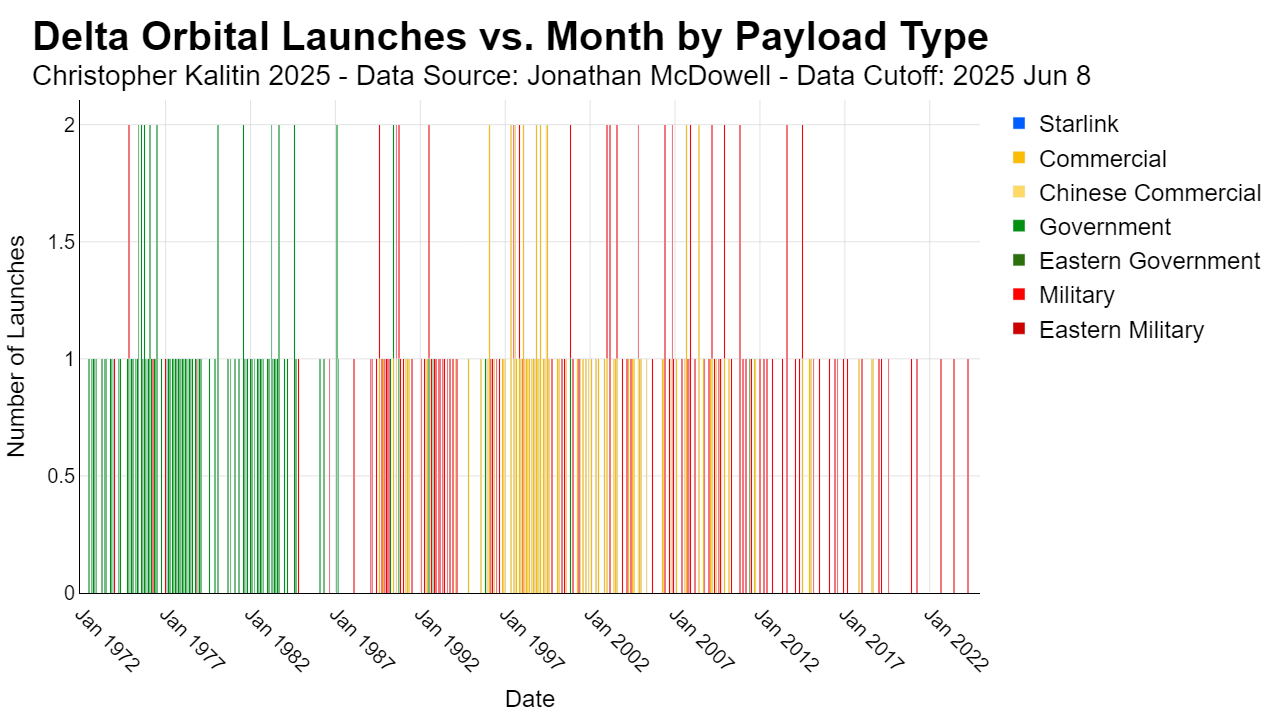 Delta Orbital Launches vs. Month by Payload Type
Christopher Kalitin 2025 - Data Source: Jonathan McDowell - Data Cutoff: 2025 Jun 8
Number of Launches
2
1.5
1
0.5
0
Jan 1972
Jan 1977
Jan 1982
Jan 1987
Jan 1992
Jan 1997
Jan 2002
Jan 2007
Jan 2012
Jan 2017
Jan 2022
Date
Starlink
Commercial
Chinese Commercial
Government
Eastern Government
Military
Eastern Military